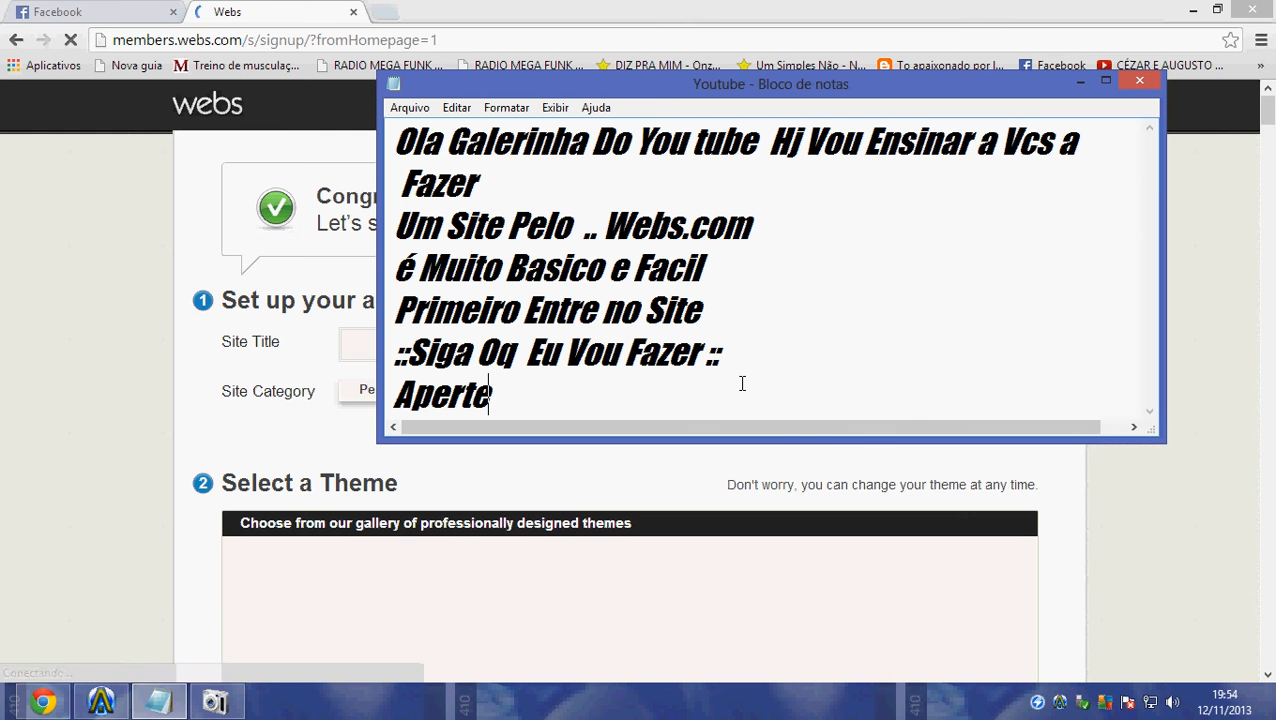 Facebook
Webs
members.webs.com/s/signup/?fromHomepage=1
Aplicativos
Nova guia
Treino de musculaç...
RADIO MEGA FUNK ...
RADIO MEGA FUNK ...
DIZ PRA MIM - Onz...
Um Simples Não - N...
To apaixonado por l...
Facebook
CÉZAR E AUGUSTO ...
»
webs
Youtube - Bloco de notas
Arquivo Editar Formatar Exibir Ajuda
Ola Galerinha Do You tube Hj Vou Ensinar a Vcs a
Fazer
Um Site Pelo .. Webs.com
é Muito Basico e Facil
Primeiro Entre no Site
.::Siga Oq Eu Vou Fazer ::
Aperte
Congr
Let's s
1 Set up your a
Site Title
Site Category
Pe
2 Select a Theme
Don't worry, you can change your theme at any time.
Choose from our gallery of professionally designed themes
Conectando...
410
410
410
19:54
12/11/2013